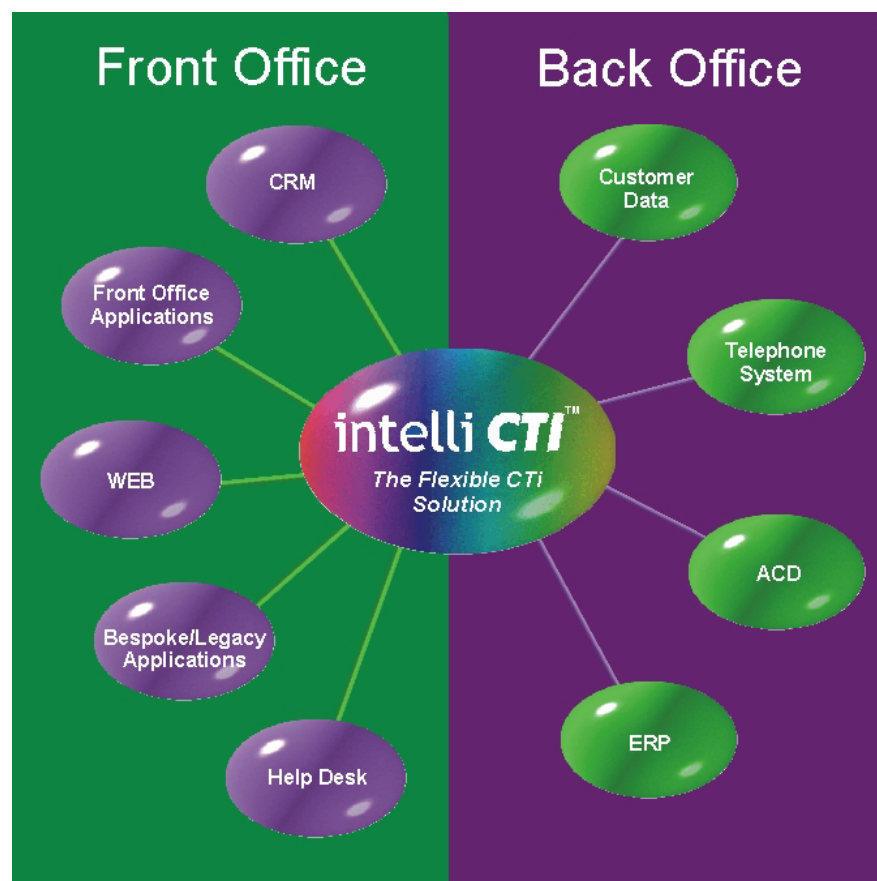 Front Office
Back Office
CRM
Front Office
Applications
WEB
Bespoke/Legacy
Applications
Help Desk
intelli CTI™
The Flexible CTi
Solution
Customer
Data
Telephone
System
ACD
ERP